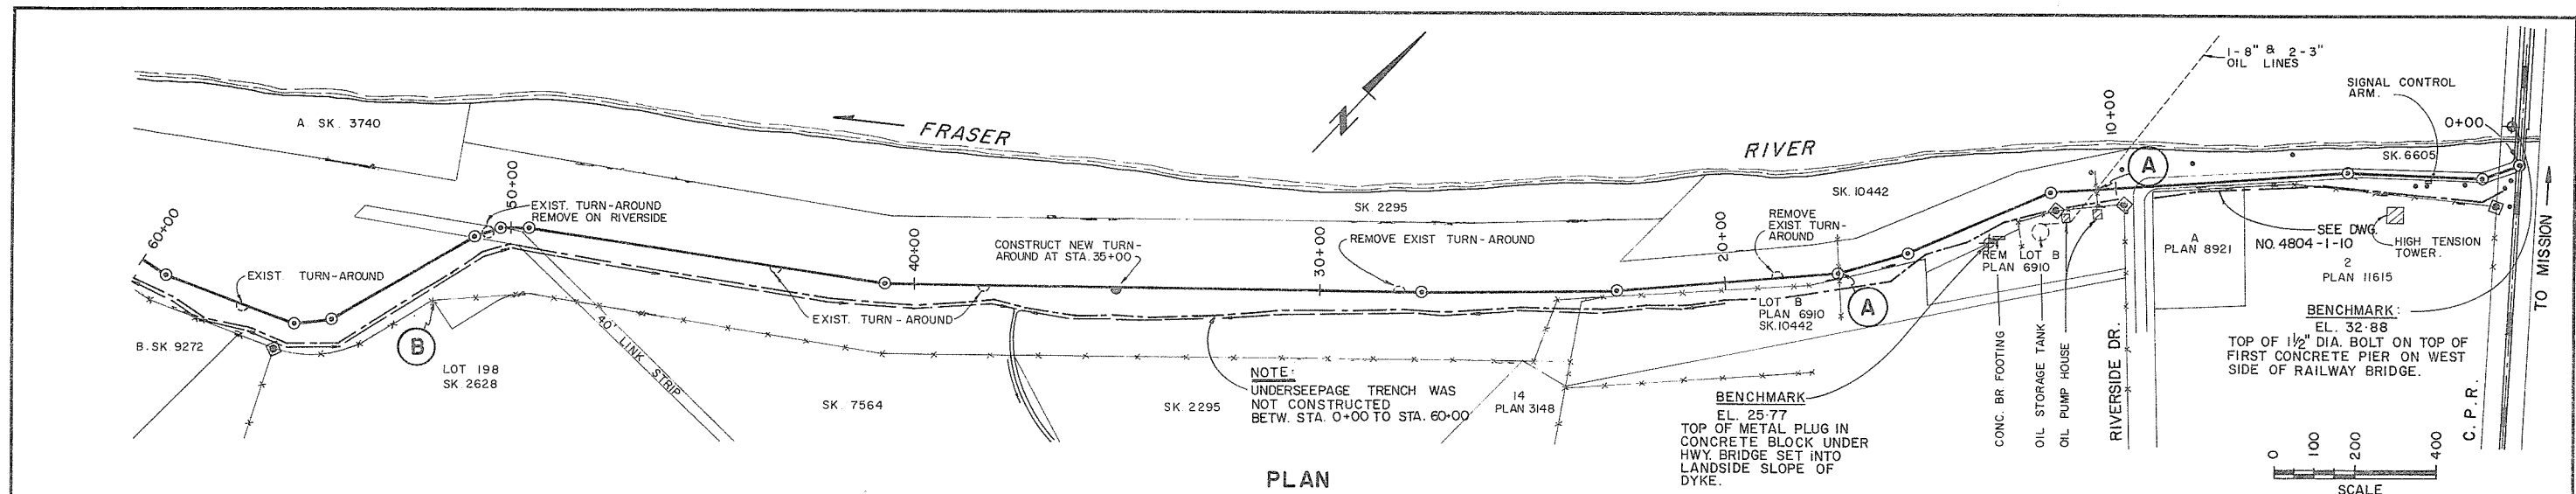 1-8" & 2-3"
OIL LINES
SIGNAL CONTROL
ARM.
0+00
10+00
A. SK. 3740
FRASER
RIVER
A
SK. 6605
SK. 10442
SK. 2295
TO MISSION
60+00
50+00
EXIST. TURN-AROUND
REMOVE ON RIVERSIDE
EXIST. TURN-AROUND
40+00
CONSTRUCT NEW TURN-
AROUND AT STA. 35+00
30+00
REMOVE EXIST TURN-AROUND
20+00
REMOVE
EXIST. TURN-
AROUND
SEE DWG.
NO. 4804-1-10
A
PLAN 8921
HIGH TENSION
TOWER.
2
PLAN 11615
REM LOT B
PLAN 6910
LOT B
PLAN 6910
SK.10442
A
EXIST. TURN-AROUND
B
B. SK. 9272
LOT 198
SK. 2628
40' LINK STRIP
SK. 7564
NOTE:
UNDERSEEPAGE TRENCH WAS
NOT CONSTRUCTED
BETW. STA. 0+00 TO STA. 60+00
SK. 2295
14
PLAN 3148
BENCHMARK
EL. 25·77
TOP OF METAL PLUG IN
CONCRETE BLOCK UNDER
HWY. BRIDGE SET INTO
LANDSIDE SLOPE OF
DYKE.
CONC. BR FOOTING
OIL STORAGE TANK
OIL PUMP HOUSE
RIVERSIDE DR.
BENCHMARK:
EL. 32·88
TOP OF 1½" DIA. BOLT ON TOP OF
FIRST CONCRETE PIER ON WEST
SIDE OF RAILWAY BRIDGE.
C. P. R.
PLAN
0 100 200 400
SCALE
N